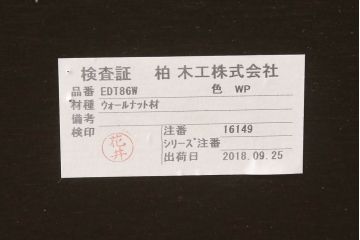 検査証 柏木工株式会社
品番 EDT86W 色 WP
材種 ウォールナット材
備考
検印 花井 注番 16149
シリーズ注番
出荷日 2018.09.25